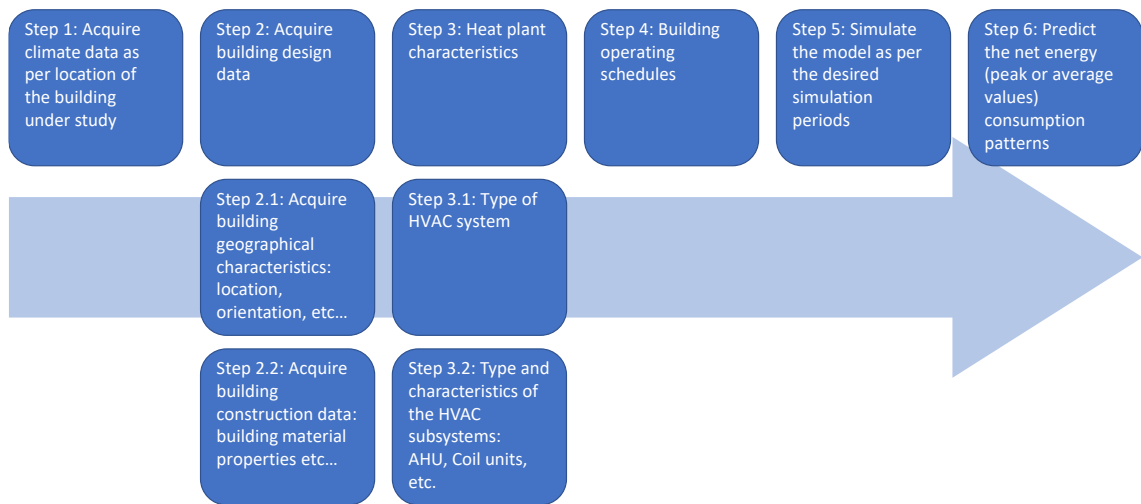 Step 1: Acquire
climate data as
per location of
the building
under study
Step 2: Acquire
building design
data
Step 3: Heat plant
characteristics
Step 4: Building
operating
schedules
Step 5: Simulate
the model as per
the desired
simulation
periods
Step 6: Predict
the net energy
(peak or average
values)
consumption
patterns
Step 2.1: Acquire
building
geographical
characteristics:
location,
orientation, etc…
Step 3.1: Type of
HVAC system
Step 2.2: Acquire
building
construction data:
building material
properties etc…
Step 3.2: Type and
characteristics of
the HVAC
subsystems:
AHU, Coil units,
etc.